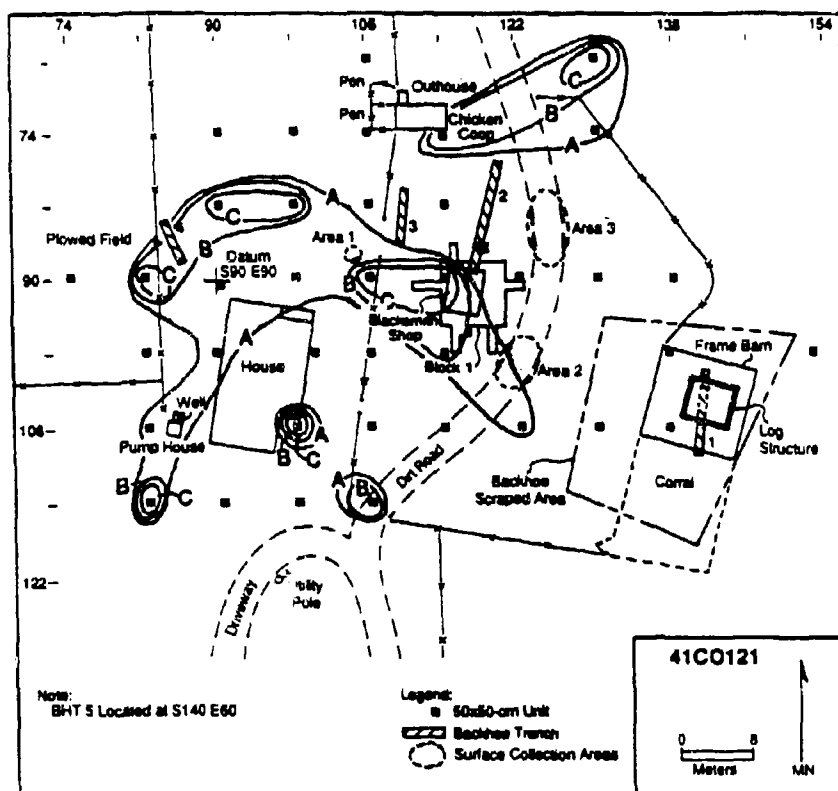 74 90 106 122 154
Pen
Outhouse
Pen
Chicken
Coop
C
B
A
74
2
3
A
C
B
Plowed Field
Datum
S90 E90
Area 1
Area 3
C
90
B
C
A
Blacksmith
Shop
Block 1
House
Area 2
Frame Barn
Well
Pump House
106
A
B
C
1
Log
Structure
Backhoe
Scraped Area
Corral
Dirt Road
B
C
A
B
122
Driveway
Pole
41CO121
Note:
BHT 5 Located at S140 E60
Legend:
50x50-cm Unit
Backhoe Trench
Surface Collection Areas
0 8
Meters
MN